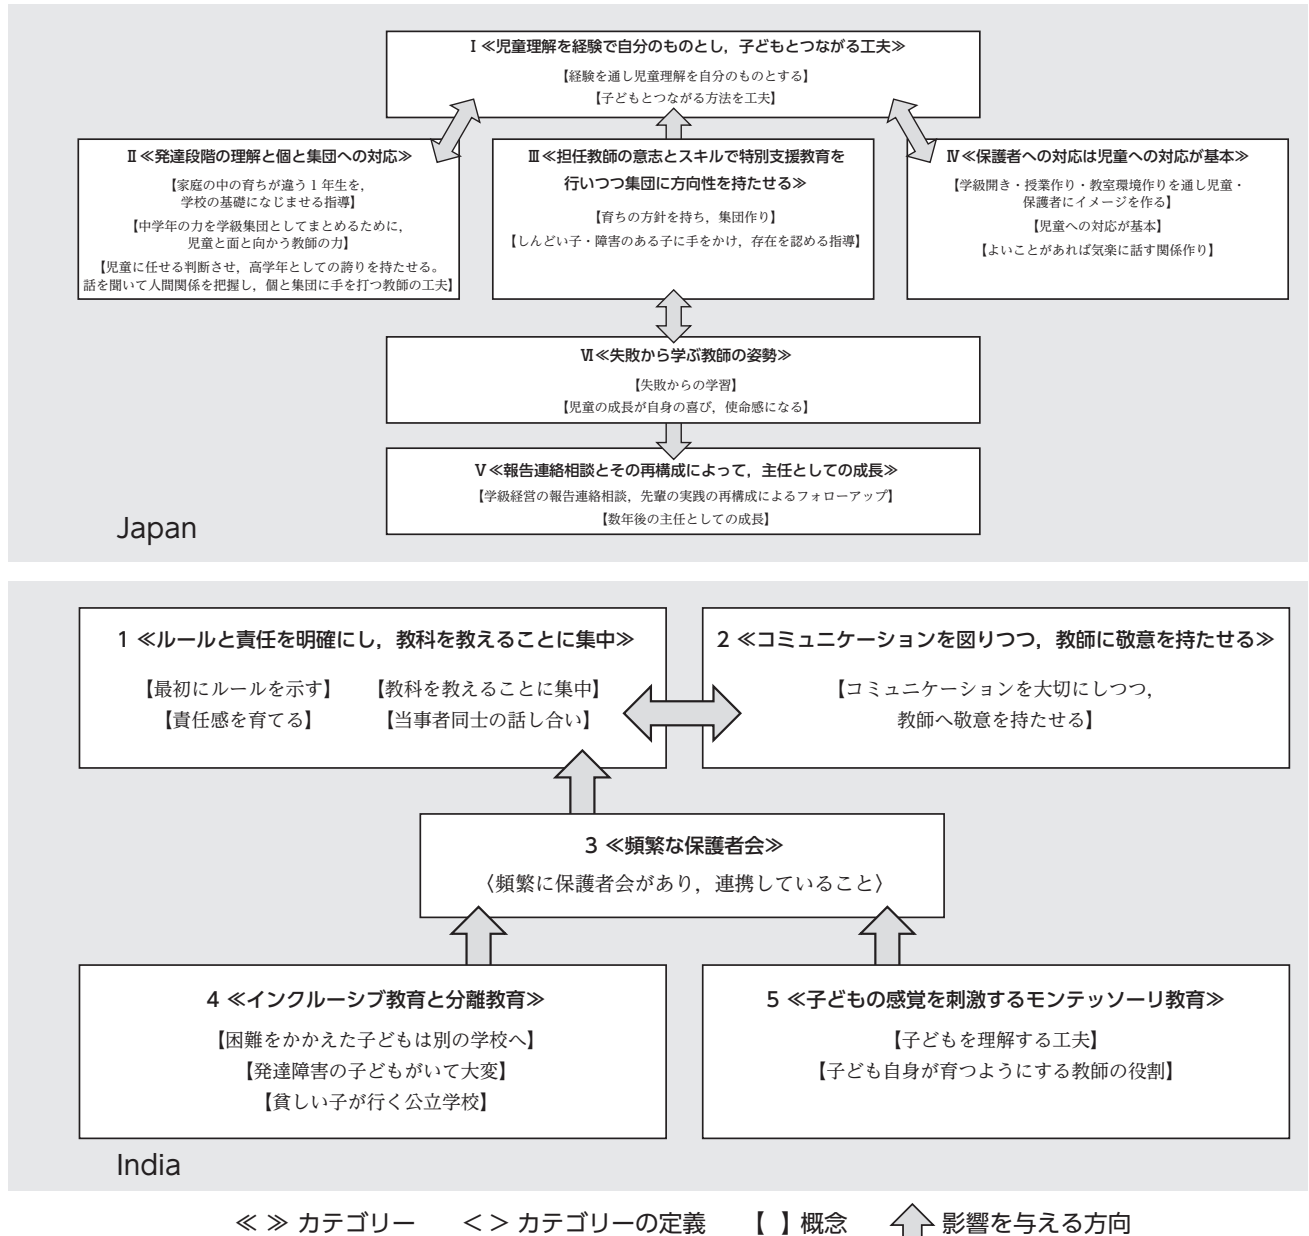 Ⅰ≪児童理解を経験で自分のものとし，子どもとつながる工夫≫
【経験を通し児童理解を自分のものとする】
【子どもとつながる方法を工夫】
Ⅱ≪発達段階の理解と個と集団への対応≫
【家庭の中の育ちが違う1年生を，
学校の基礎になじませる指導】
【中学年の力を学級集団としてまとめるために，
児童と面と向かう教師の力】
【児童に任せる判断させ，高学年としての誇りを持たせる。
話を聞いて人間関係を把握し，個と集団に手を打つ教師の工夫】
Ⅲ≪担任教師の意志とスキルで特別支援教育を
行いつつ集団に方向性を持たせる≫
【育ちの方針を持ち，集団作り】
【しんどい子・障害のある子に手をかけ，存在を認める指導】
Ⅳ≪保護者への対応は児童への対応が基本≫
【学級開き・授業作り・教室環境作りを通し児童・
保護者にイメージを作る】
【児童への対応が基本】
【よいことがあれば気楽に話す関係作り】
Ⅵ≪失敗から学ぶ教師の姿勢≫
【失敗からの学習】
【児童の成長が自身の喜び，使命感になる】
Ⅴ≪報告連絡相談とその再構成によって，主任としての成長≫
【学級経営の報告連絡相談，先輩の実践の再構成によるフォローアップ】
【数年後の主任としての成長】
Japan
1 ≪ルールと責任を明確にし，教科を教えることに集中≫
【最初にルールを示す】 【教科を教えることに集中】
【責任感を育てる】 【当事者同士の話し合い】
2 ≪コミュニケーションを図りつつ，教師に敬意を持たせる≫
【コミュニケーションを大切にしつつ，
教師へ敬意を持たせる】
3 ≪頻繁な保護者会≫
〈頻繁に保護者会があり，連携していること〉
4 ≪インクルーシブ教育と分離教育≫
【困難をかかえた子どもは別の学校へ】
【発達障害の子どもがいて大変】
【貧しい子が行く公立学校】
5 ≪子どもの感覚を刺激するモンテッソーリ教育≫
【子どもを理解する工夫】
【子ども自身が育つようにする教師の役割】
India
≪ ≫ カテゴリー ＜＞ カテゴリーの定義 【 】概念 影響を与える方向